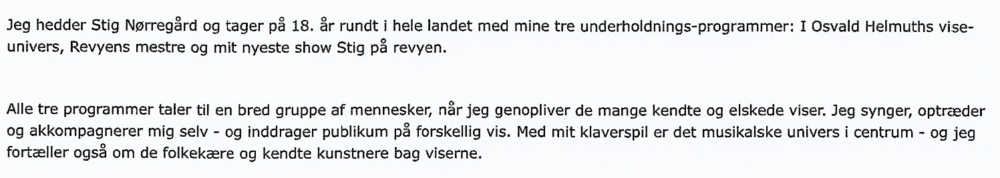 Jeg hedder Stig Nørregård og tager på 18. år rundt i hele landet med mine tre underholdnings-programmer: I Osvald Helmuths vise-
univers, Revyens mestre og mit nyeste show Stig på revyen.
Alle tre programmer taler til en bred gruppe af mennesker, når jeg genopliver de mange kendte og elskede viser. Jeg synger, optræder
og akkompagnerer mig selv - og inddrager publikum på forskellig vis. Med mit klaverspil er det musikalske univers i centrum - og jeg
fortæller også om de folkekære og kendte kunstnere bag viserne.